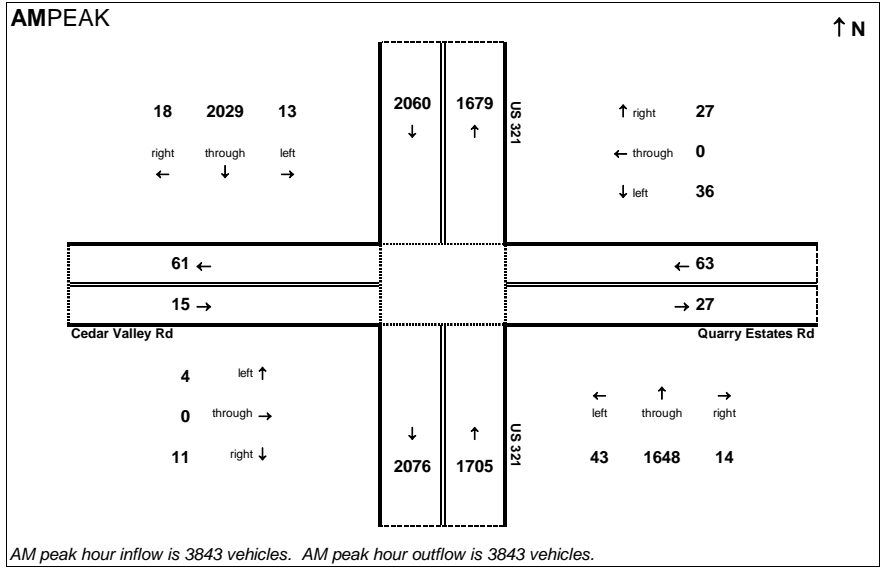 AMPEAK
↑ N
18 2029 13
right through left
← ↓ →
2060 1679
↓ ↑
US 321
↑ right 27
← through 0
↓ left 36
61 ←
15 →
← 63
→ 27
Cedar Valley Rd
Quarry Estates Rd
4 left ↑
0 through →
11 right ↓
↓ ↑
2076 1705
US 321
← ↑ →
left through right
43 1648 14
AM peak hour inflow is 3843 vehicles. AM peak hour outflow is 3843 vehicles.